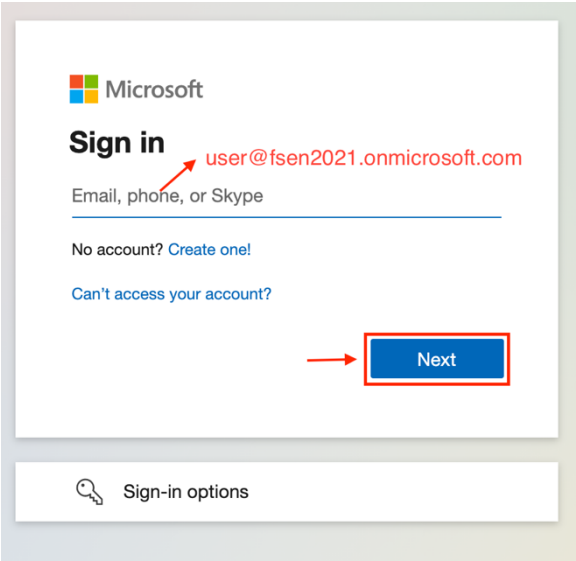 Microsoft
Sign in
user@fsen2021.onmicrosoft.com
Email, phone, or Skype
No account? Create one!
Can't access your account?
Next
Sign-in options